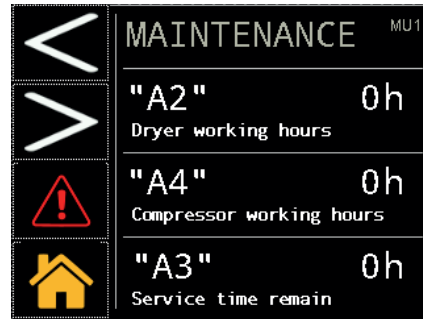 MAINTENANCE MU1
"A2" 0h
Dryer working hours
"A4" 0h
Compressor working hours
"A3" 0h
Service time remain